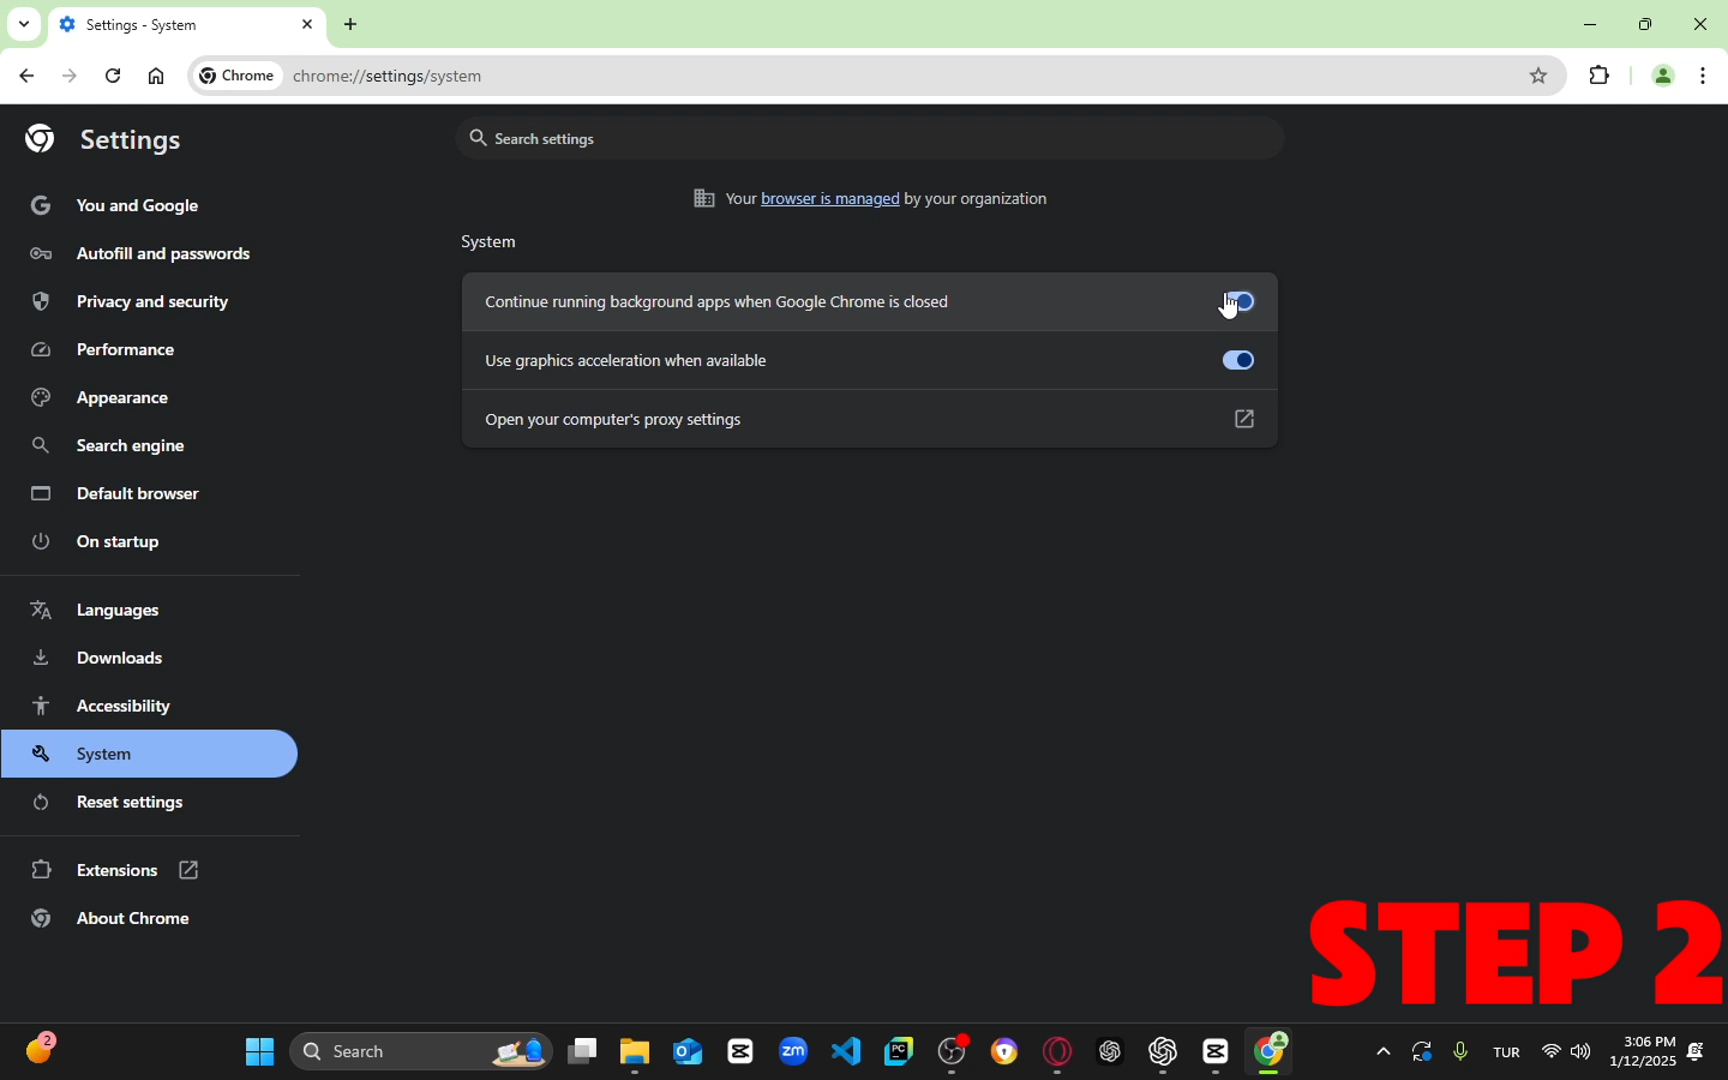 Settings - System
Chrome
chrome://settings/system
Settings
Search settings
Your browser is managed by your organization
You and Google
Autofill and passwords
Privacy and security
Performance
Appearance
Search engine
Default browser
On startup
Languages
Downloads
Accessibility
System
Reset settings
Extensions
About Chrome
System
Continue running background apps when Google Chrome is closed
Use graphics acceleration when available
Open your computer's proxy settings
STEP 2
2
Search
zm
PC
TUR
3:06 PM
1/12/2025